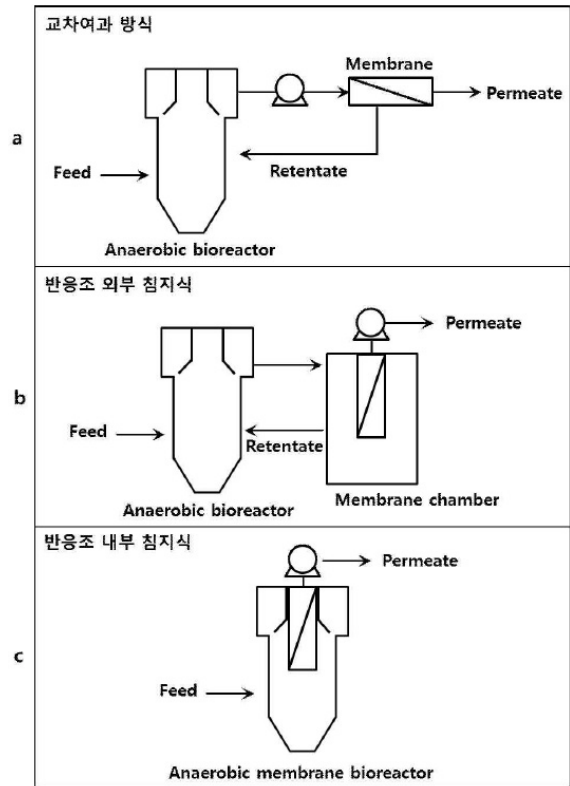 교차여과 방식
Membrane
Permeate
a
Feed
Retentate
Anaerobic bioreactor
반응조 외부 침지식
Permeate
b
Feed
Retentate
Anaerobic bioreactor
Membrane chamber
반응조 내부 침지식
Permeate
c
Feed
Anaerobic membrane bioreactor